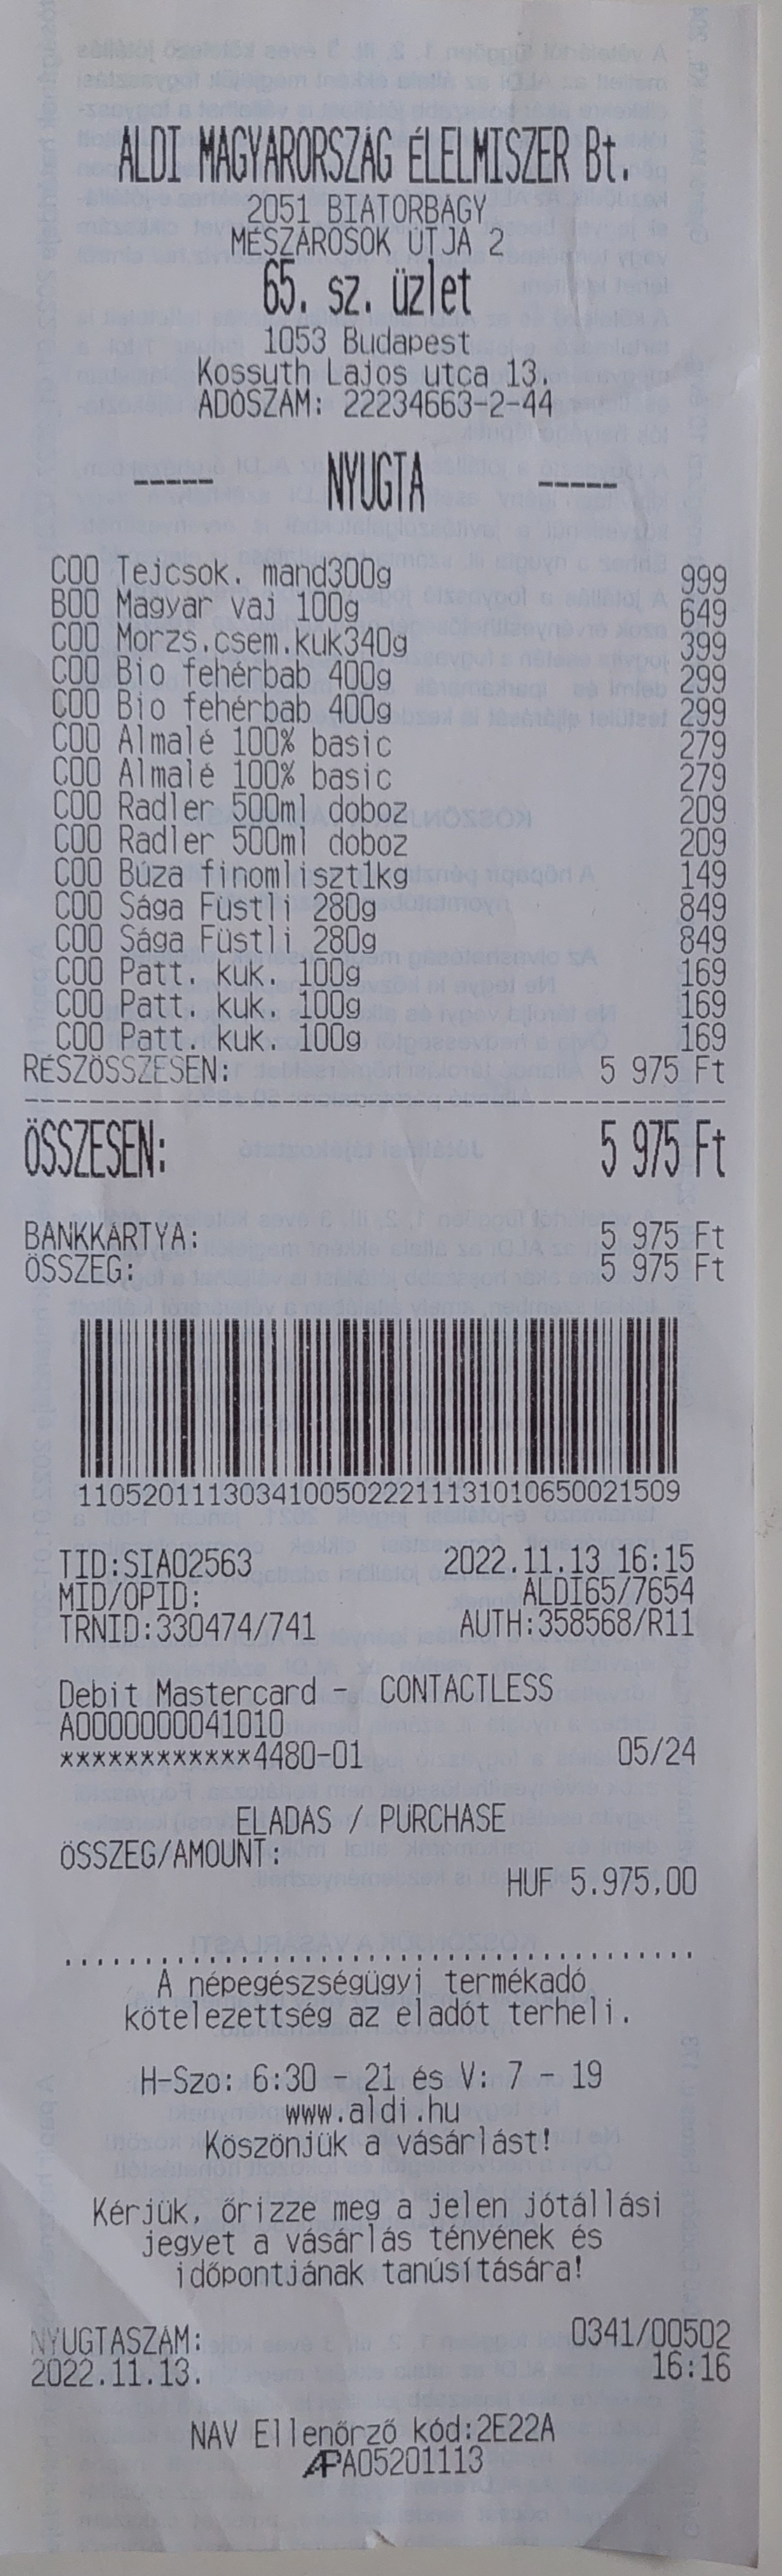 ALDI MAGYARORSZÁG ÉLELMISZER Bt.
2051 BIATORBÁGY
MÉSZÁROSOK ÚTJA 2
65. sz. üzlet
1053 Budapest
Kossuth Lajos utca 13.
ADÓSZÁM: 22234663-2-44
----- NYUGTA -----
C00 Tejcsok. mand300g 999
B00 Magyar vaj 100g 649
C00 Morzs.csem.kuk340g 399
C00 Bio fehérbab 400g 299
C00 Bio fehérbab 400g 299
C00 Almalé 100% basic 279
C00 Almalé 100% basic 279
C00 Radler 500ml doboz 209
C00 Radler 500ml doboz 209
C00 Búza finomliszt1kg 149
C00 Sága Füstli 280g 849
C00 Sága Füstli 280g 849
C00 Patt. kuk. 100g 169
C00 Patt. kuk. 100g 169
C00 Patt. kuk. 100g 169
RÉSZÖSSZESEN: 5 975 Ft
ÖSSZESEN: 5 975 Ft
BANKKÁRTYA: 5 975 Ft
ÖSSZEG: 5 975 Ft
11052011130341005022211131010650021509
TID:SIA02563 2022.11.13 16:15
MID/OPID: ALDI65/7654
TRNID:330474/741 AUTH:358568/R11
Debit Mastercard - CONTACTLESS
A0000000041010
************4480-01 05/24
ELADÁS / PURCHASE
ÖSSZEG/AMOUNT:
HUF 5.975,00
A népegészségügyi termékadó
kötelezettség az eladót terheli.
H-Szo: 6:30 - 21 és V: 7 - 19
www.aldi.hu
Köszönjük a vásárlást!
Kérjük, őrizze meg a jelen jótállási
jegyet a vásárlás tényének és
időpontjának tanúsítására!
NYUGTASZÁM: 0341/00502
2022.11.13. 16:16
NAV Ellenőrző kód:2E22A
AP A05201113